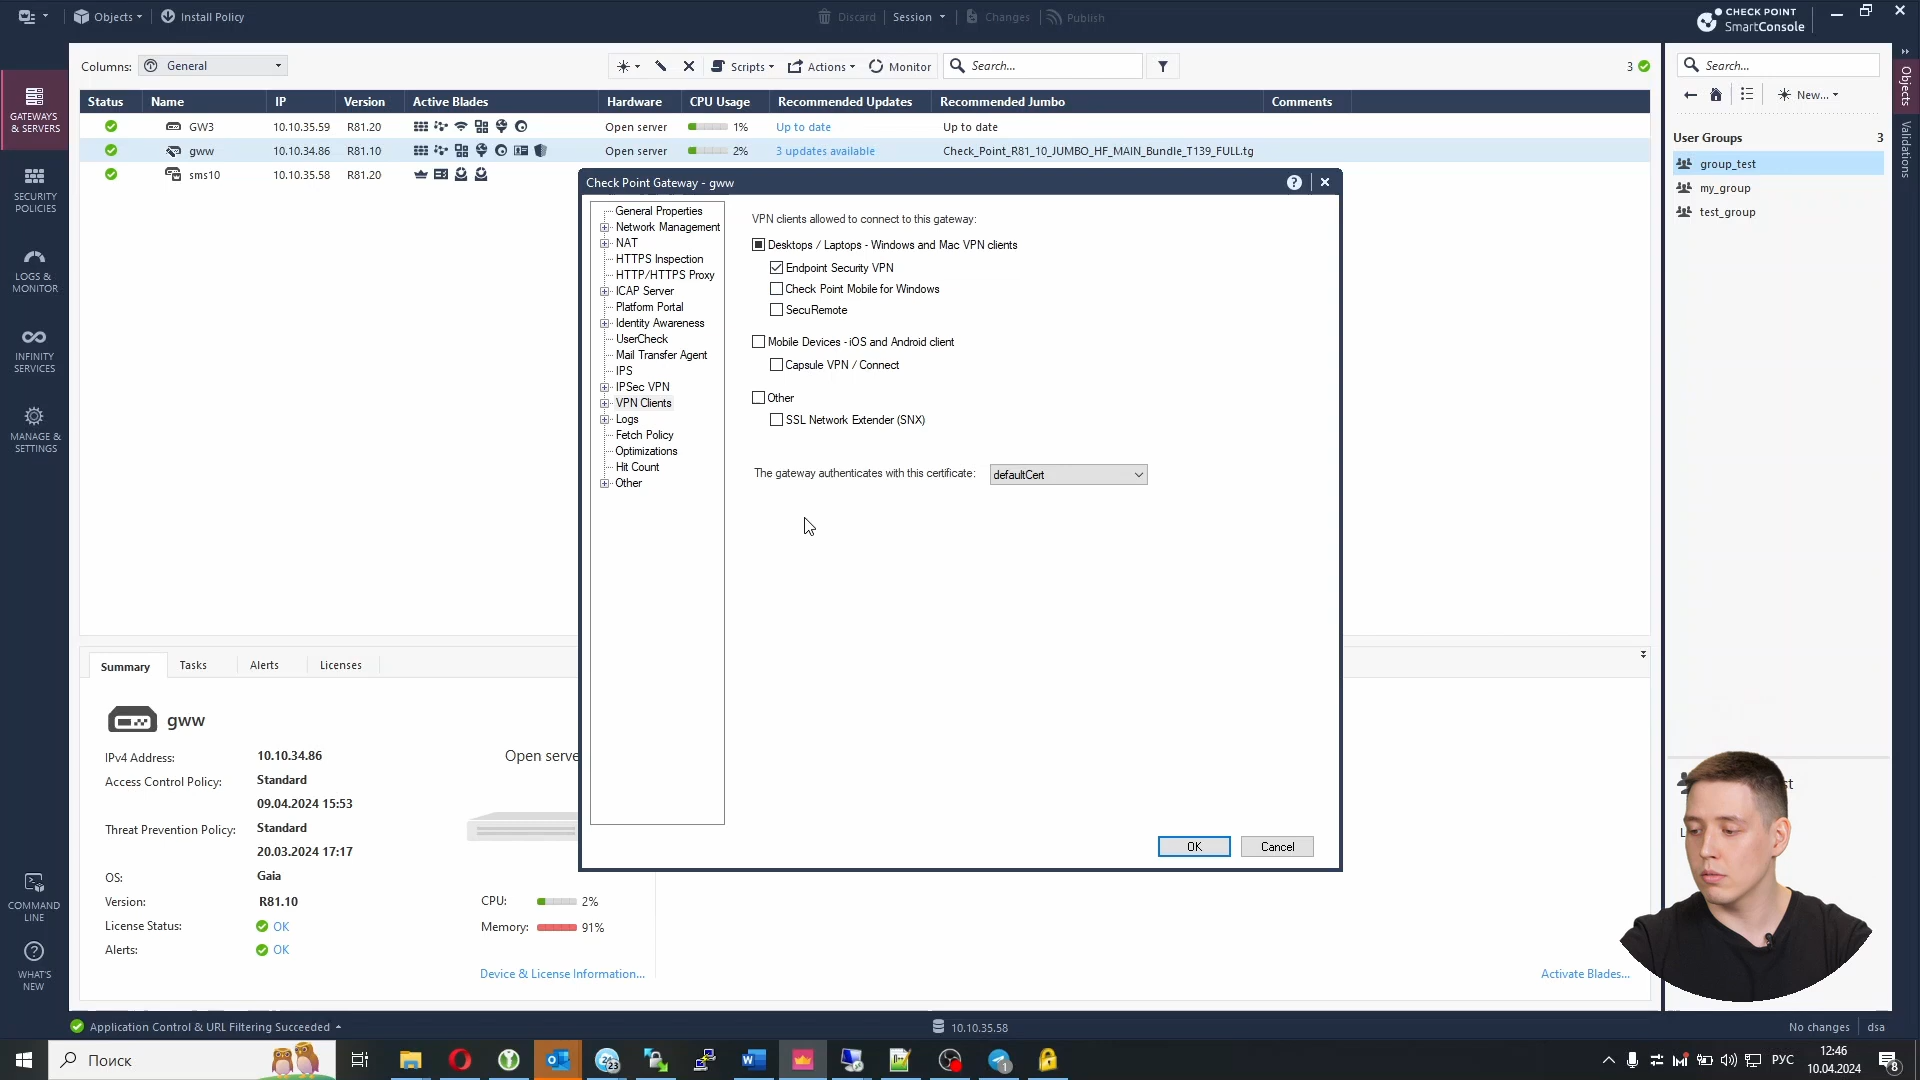 Objects
Install Policy
Discard
Session
Changes
Publish
CHECK POINT
SmartConsole
GATEWAYS
& SERVERS
SECURITY
POLICIES
LOGS &
MONITOR
INFINITY
SERVICES
MANAGE &
SETTINGS
COMMAND
LINE
WHAT'S
NEW
Columns:
General
Scripts
Actions
Monitor
Search...
3
Status Name IP Version Active Blades Hardware CPU Usage Recommended Updates Recommended Jumbo Comments
GW3 10.10.35.59 R81.20 Open server 1% Up to date Up to date
gww 10.10.34.86 R81.10 Open server 2% 3 updates available Check_Point_R81_10_JUMBO_HF_MAIN_Bundle_T139_FULL.tg
sms10 10.10.35.58 R81.20
Check Point Gateway - gww
General Properties
Network Management
NAT
HTTPS Inspection
HTTP/HTTPS Proxy
ICAP Server
Platform Portal
Identity Awareness
UserCheck
Mail Transfer Agent
IPS
IPSec VPN
VPN Clients
Logs
Fetch Policy
Optimizations
Hit Count
Other
VPN clients allowed to connect to this gateway:
Desktops / Laptops - Windows and Mac VPN clients
Endpoint Security VPN
Check Point Mobile for Windows
SecuRemote
Mobile Devices - iOS and Android client
Capsule VPN / Connect
Other
SSL Network Extender (SNX)
The gateway authenticates with this certificate: defaultCert
OK
Cancel
Search...
New...
User Groups 3
group_test
my_group
test_group
Objects
Validations
Summary
Tasks
Alerts
Licenses
gww
IPv4 Address: 10.10.34.86
Access Control Policy: Standard
09.04.2024 15:53
Threat Prevention Policy: Standard
20.03.2024 17:17
OS: Gaia
Version: R81.10
License Status: OK
Alerts: OK
Open serve
CPU: 2%
Memory: 91%
Device & License Information...
Activate Blades...
Application Control & URL Filtering Succeeded
10.10.35.58
No changes
dsa
Поиск
РУС
12:46
10.04.2024
8